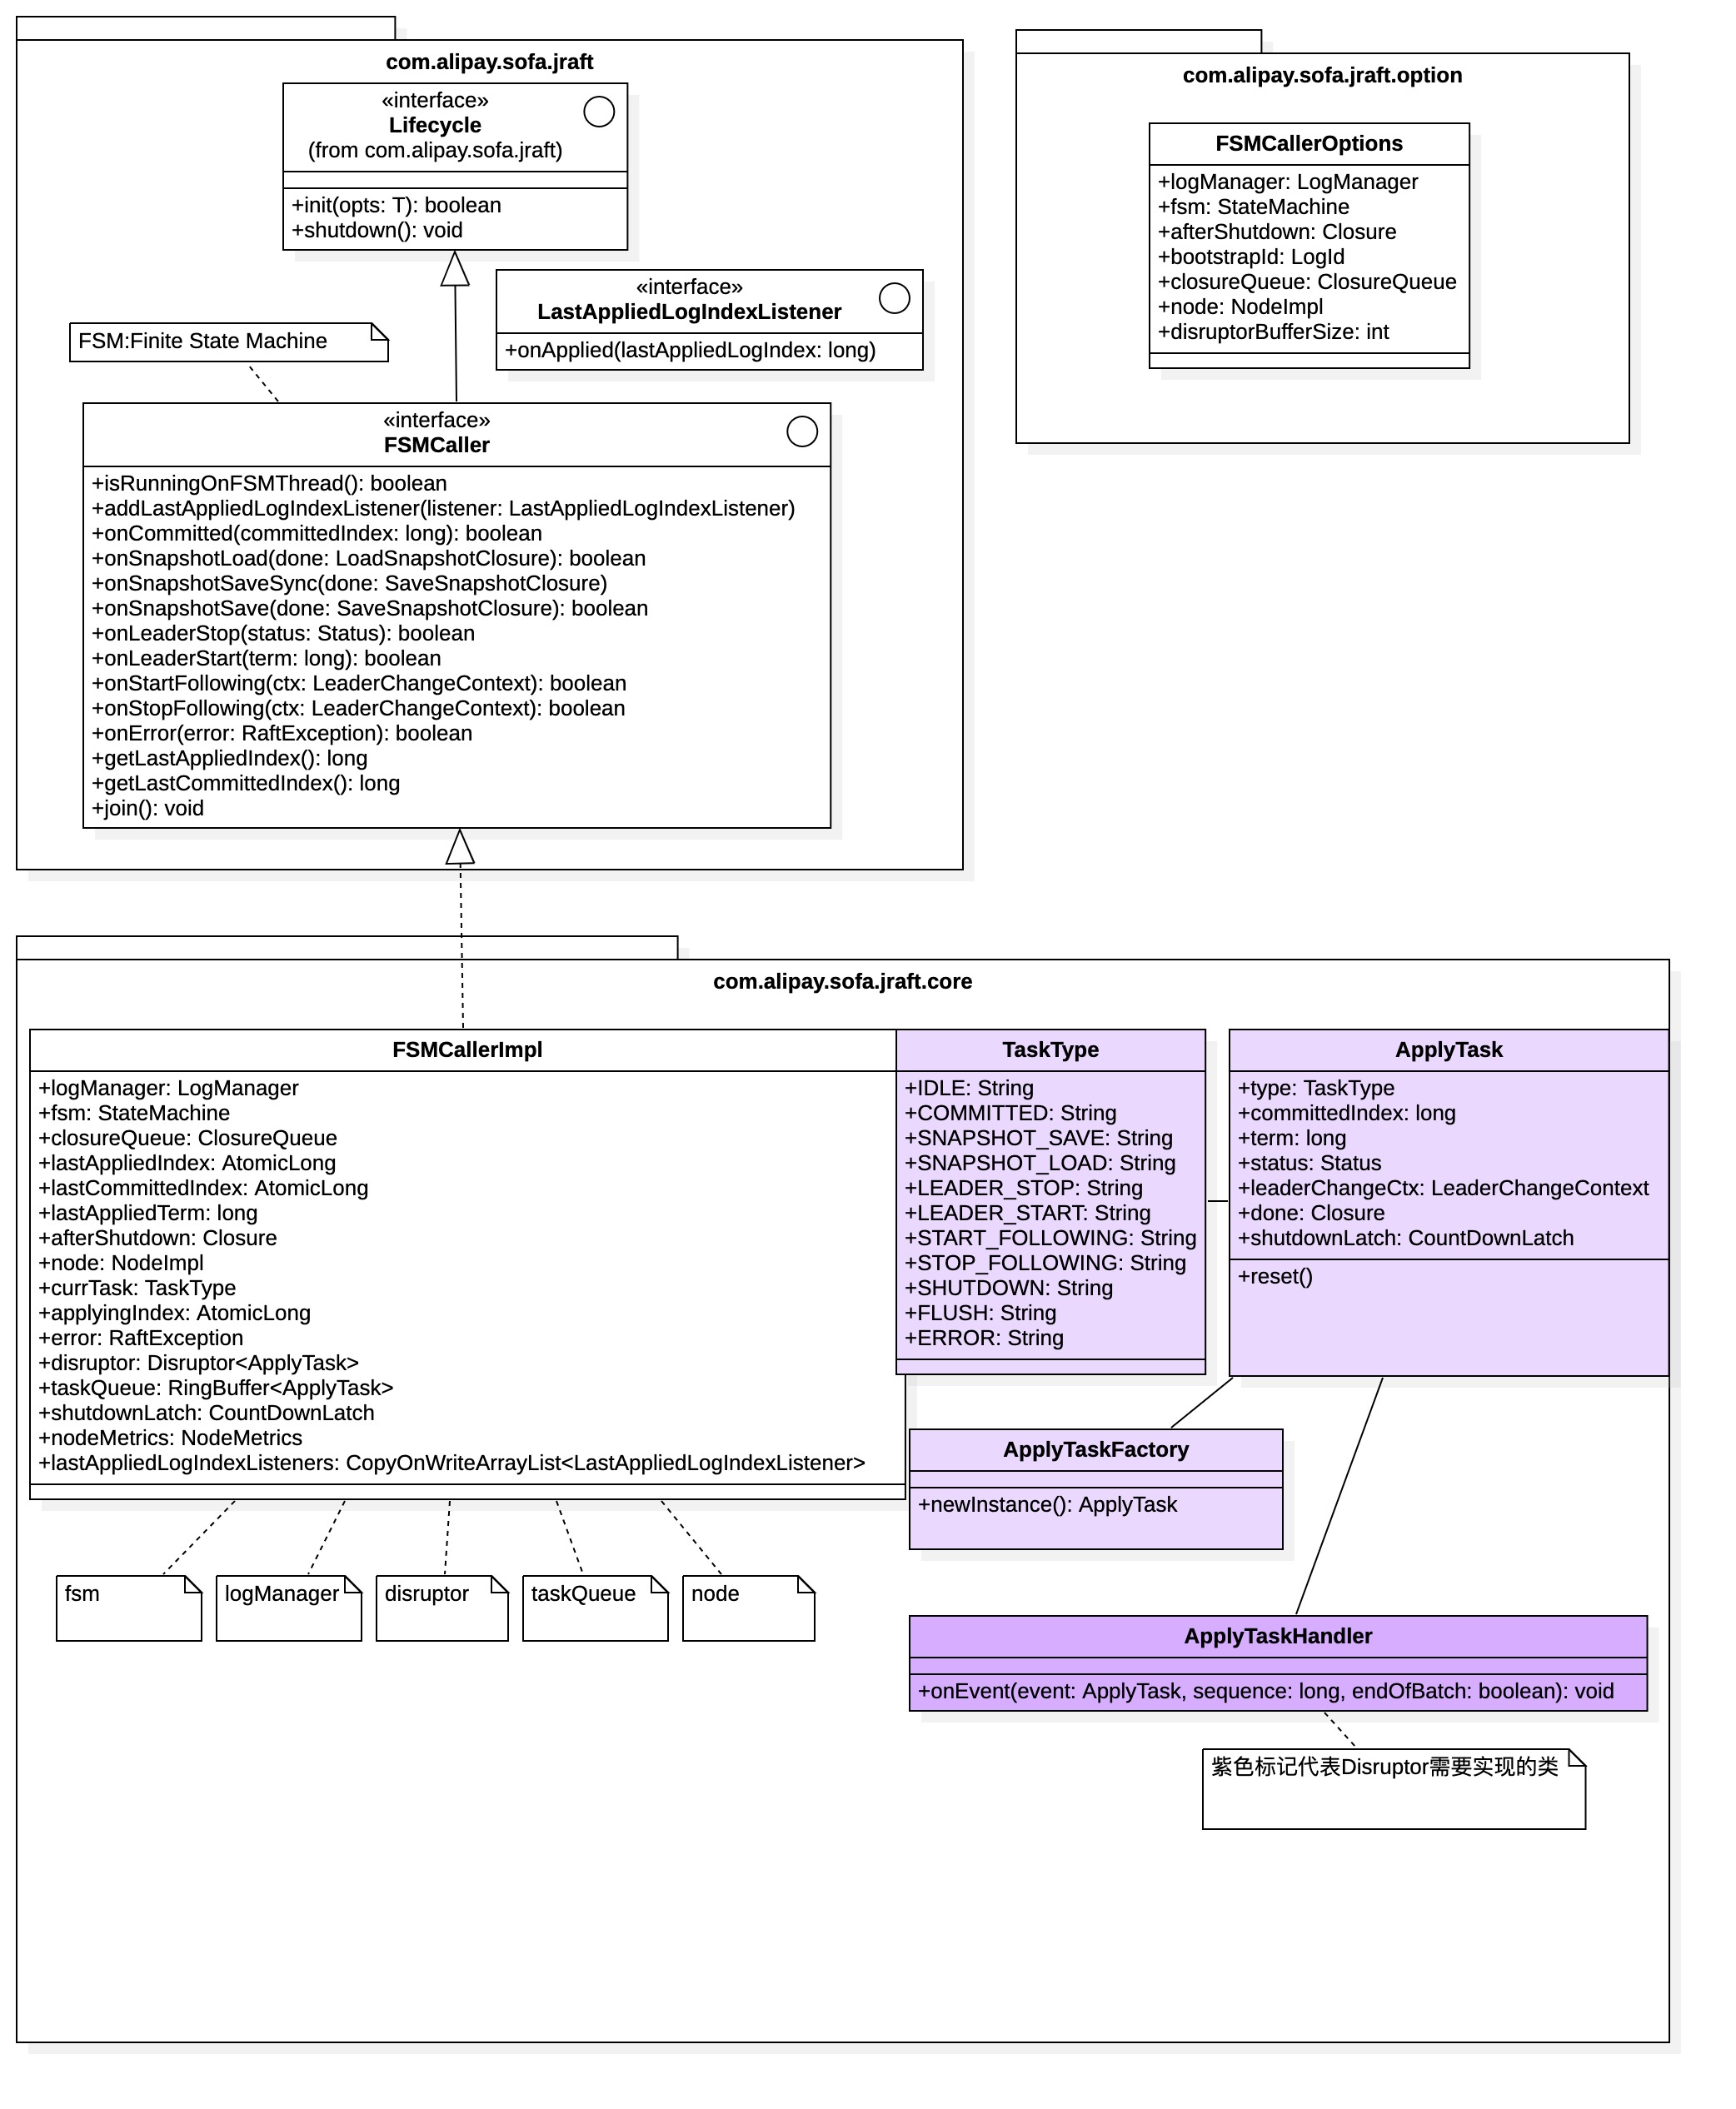 com.alipay.sofa.jraft
«interface»
Lifecycle
(from com.alipay.sofa.jraft)
+init(opts: T): boolean
+shutdown(): void
«interface»
LastAppliedLogIndexListener
+onApplied(lastAppliedLogIndex: long)
FSM:Finite State Machine
«interface»
FSMCaller
+isRunningOnFSMThread(): boolean
+addLastAppliedLogIndexListener(listener: LastAppliedLogIndexListener)
+onCommitted(committedIndex: long): boolean
+onSnapshotLoad(done: LoadSnapshotClosure): boolean
+onSnapshotSaveSync(done: SaveSnapshotClosure)
+onSnapshotSave(done: SaveSnapshotClosure): boolean
+onLeaderStop(status: Status): boolean
+onLeaderStart(term: long): boolean
+onStartFollowing(ctx: LeaderChangeContext): boolean
+onStopFollowing(ctx: LeaderChangeContext): boolean
+onError(error: RaftException): boolean
+getLastAppliedIndex(): long
+getLastCommittedIndex(): long
+join(): void
com.alipay.sofa.jraft.option
FSMCallerOptions
+logManager: LogManager
+fsm: StateMachine
+afterShutdown: Closure
+bootstrapId: LogId
+closureQueue: ClosureQueue
+node: NodeImpl
+disruptorBufferSize: int
com.alipay.sofa.jraft.core
FSMCallerImpl
+logManager: LogManager
+fsm: StateMachine
+closureQueue: ClosureQueue
+lastAppliedIndex: AtomicLong
+lastCommittedIndex: AtomicLong
+lastAppliedTerm: long
+afterShutdown: Closure
+node: NodeImpl
+currTask: TaskType
+applyingIndex: AtomicLong
+error: RaftException
+disruptor: Disruptor<ApplyTask>
+taskQueue: RingBuffer<ApplyTask>
+shutdownLatch: CountDownLatch
+nodeMetrics: NodeMetrics
+lastAppliedLogIndexListeners: CopyOnWriteArrayList<LastAppliedLogIndexListener>
TaskType
+IDLE: String
+COMMITTED: String
+SNAPSHOT_SAVE: String
+SNAPSHOT_LOAD: String
+LEADER_STOP: String
+LEADER_START: String
+START_FOLLOWING: String
+STOP_FOLLOWING: String
+SHUTDOWN: String
+FLUSH: String
+ERROR: String
ApplyTask
+type: TaskType
+committedIndex: long
+term: long
+status: Status
+leaderChangeCtx: LeaderChangeContext
+done: Closure
+shutdownLatch: CountDownLatch
+reset()
ApplyTaskFactory
+newInstance(): ApplyTask
fsm
logManager
disruptor
taskQueue
node
ApplyTaskHandler
+onEvent(event: ApplyTask, sequence: long, endOfBatch: boolean): void
紫色标记代表Disruptor需要实现的类